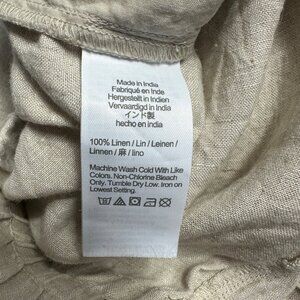 Made in India
Fabriqué en Inde
Hergestellt in Indien
Vervaardigd in India
インド製
hecho en india
100% Linen / Lin / Leinen /
Linnen / 麻 / lino
Machine Wash Cold With Like
Colors. Non-Chlorine Bleach
Only. Tumble Dry Low. Iron on
Lowest Setting.